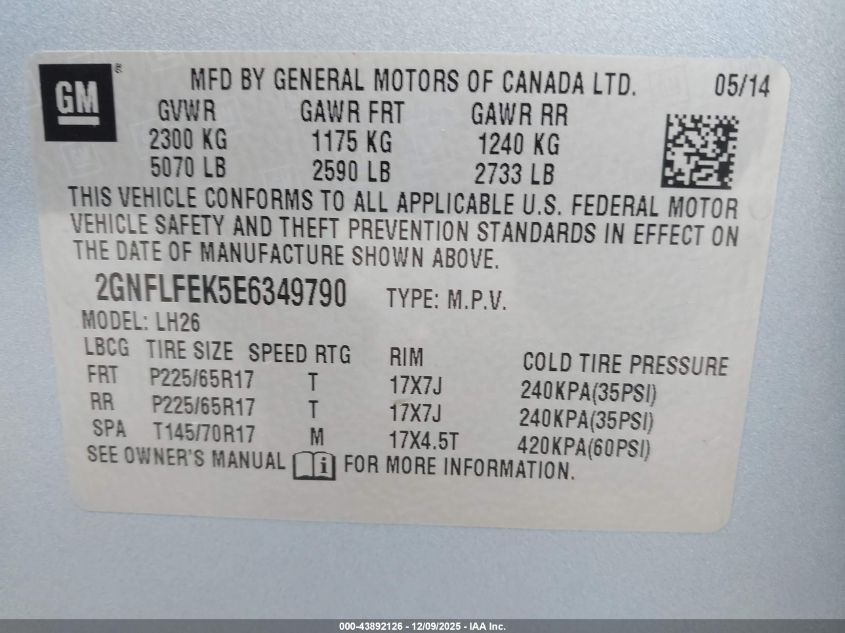 GM® MFD BY GENERAL MOTORS OF CANADA LTD. 05/14
GVWR GAWR FRT GAWR RR
2300 KG 1175 KG 1240 KG
5070 LB 2590 LB 2733 LB
THIS VEHICLE CONFORMS TO ALL APPLICABLE U.S. FEDERAL MOTOR
VEHICLE SAFETY AND THEFT PREVENTION STANDARDS IN EFFECT ON
THE DATE OF MANUFACTURE SHOWN ABOVE.
2GNFLFEK5E6349790 TYPE: M.P.V.
MODEL: LH26
LBCG TIRE SIZE SPEED RTG RIM COLD TIRE PRESSURE
FRT P225/65R17 T 17X7J 240KPA(35PSI)
RR P225/65R17 T 17X7J 240KPA(35PSI)
SPA T145/70R17 M 17X4.5T 420KPA(60PSI)
SEE OWNER'S MANUAL FOR MORE INFORMATION.
000-43892126 - 12/09/2025 - IAA Inc.